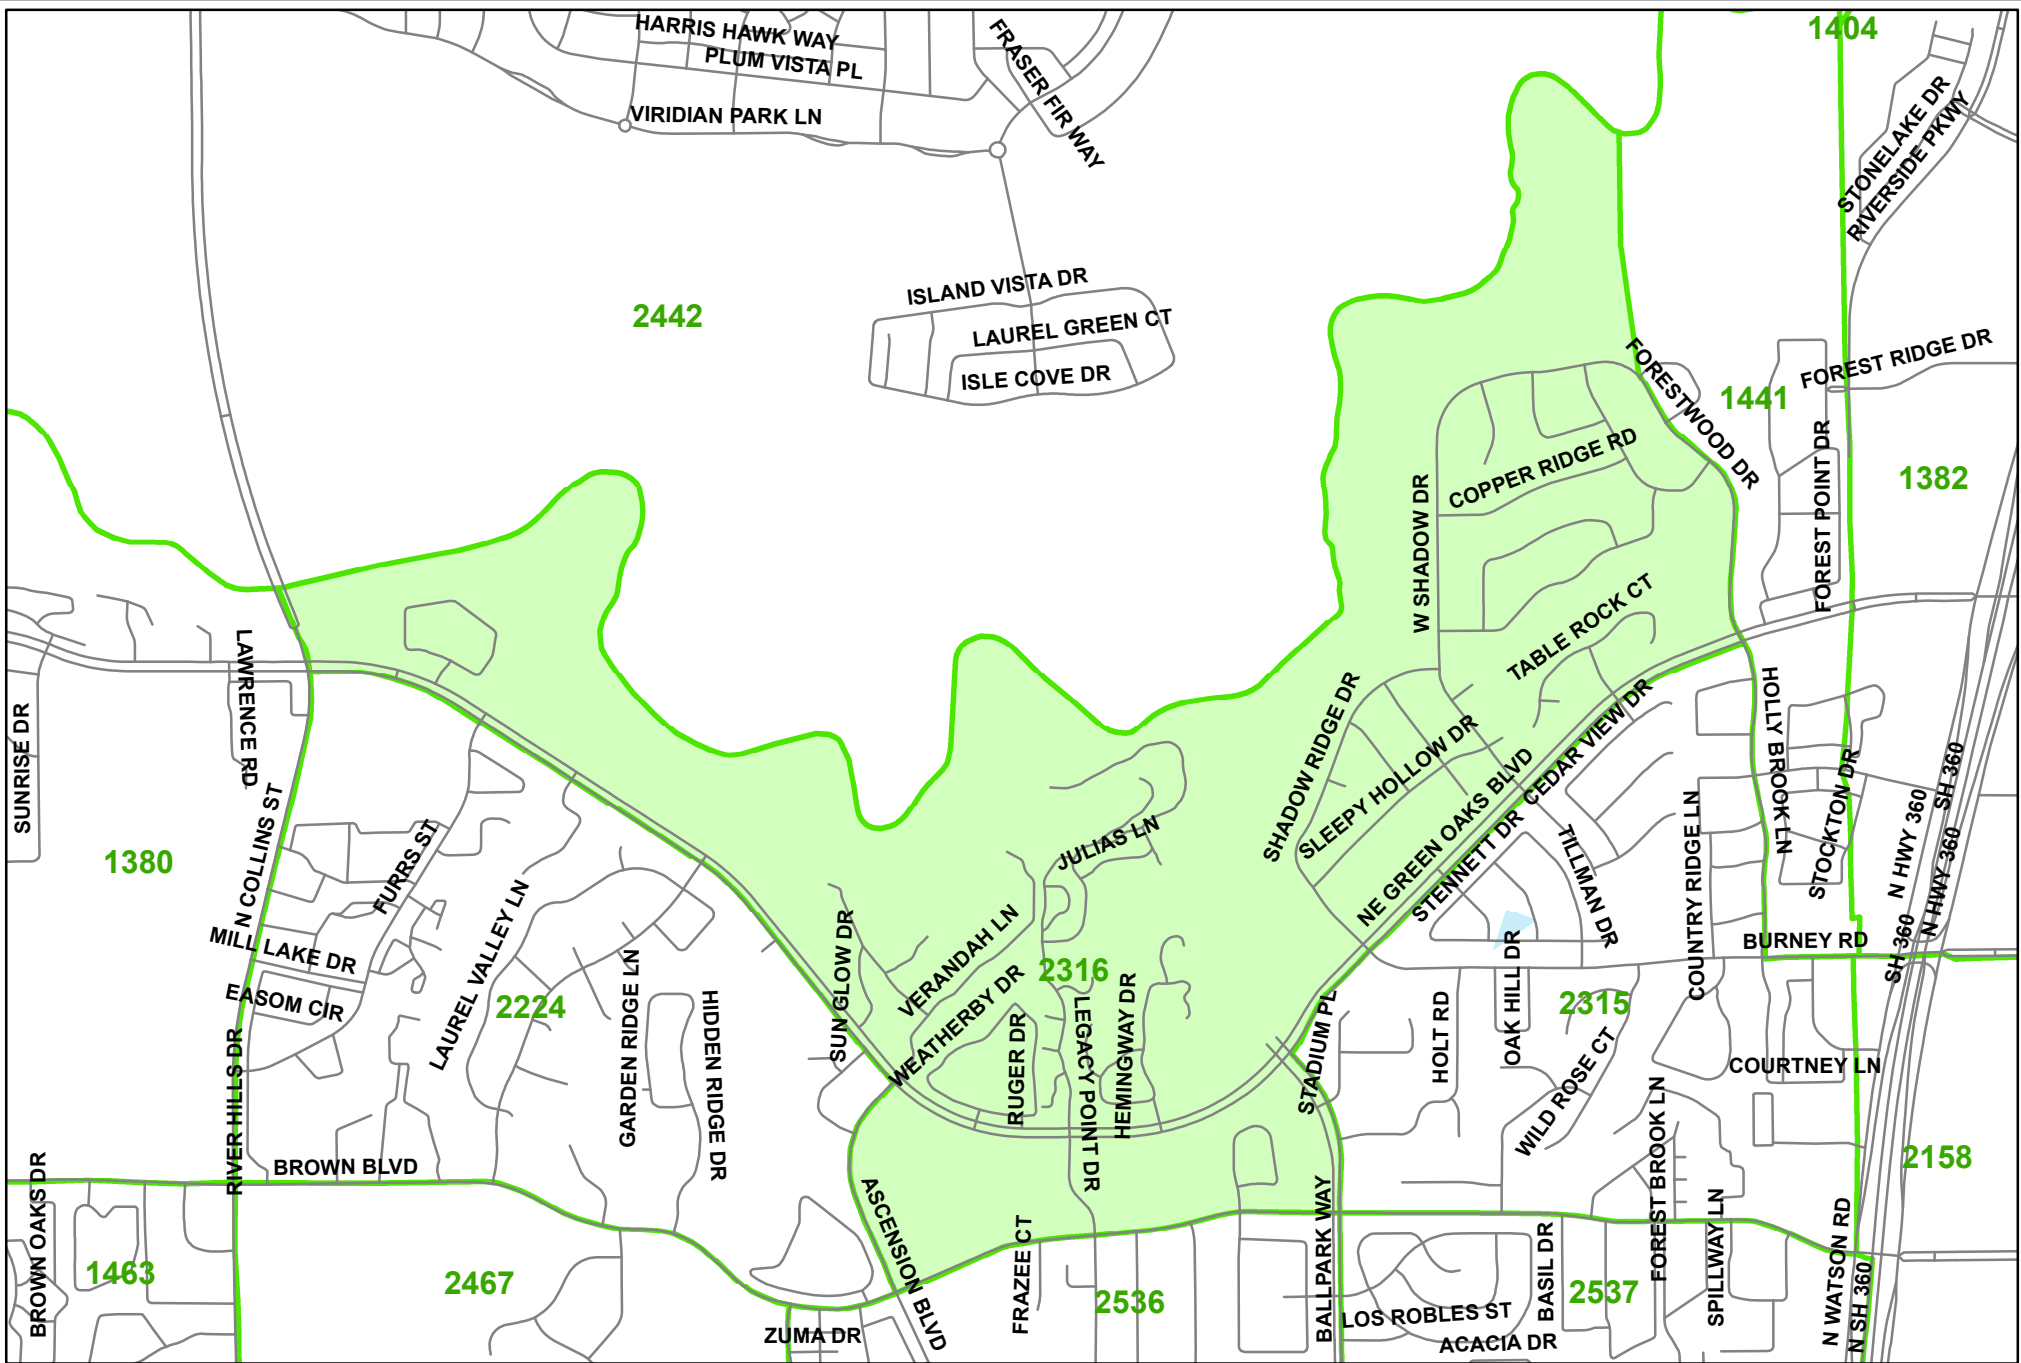 1404
HARRIS HAWK WAY
PLUM VISTA PL
FRASER FIR WAY
VIRIDIAN PARK LN
STONELAKE DR
RIVERSIDE PKWY
ISLAND VISTA DR
2442
LAUREL GREEN CT
ISLE COVE DR
FORESTWOOD DR
FOREST RIDGE DR
1441
COPPER RIDGE RD
FOREST POINT DR
1382
W SHADOW DR
TABLE ROCK CT
LAWRENCE RD
SUNRISE DR
SHADOW RIDGE DR
SLEEPY HOLLOW DR
CEDAR VIEW DR
HOLLY BROOK LN
NE GREEN OAKS BLVD
STENNETT DR
TILLMAN DR
COUNTRY RIDGE LN
STOCKTON DR
N HWY 360
SH 360
N HWY 360
SH 360
1380
N COLLINS ST
FURRS ST
JULIAS LN
MILL LAKE DR
EASOM CIR
LAUREL VALLEY LN
2224
GARDEN RIDGE LN
HIDDEN RIDGE DR
SUN GLOW DR
VERANDAH LN
WEATHERBY DR
2316
RUGER DR
LEGACY POINT DR
HEMINGWAY DR
STADIUM PL
HOLT RD
OAK HILL DR
2315
BURNEY RD
WILD ROSE CT
COURTNEY LN
FOREST BROOK LN
RIVER HILLS DR
BROWN BLVD
BROWN OAKS DR
1463
2467
ASCENSION BLVD
ZUMA DR
FRAZEE CT
2536
BALLPARK WAY
LOS ROBLES ST
ACACIA DR
BASIL DR
2537
SPILLWAY LN
2158
N WATSON RD
N SH 360